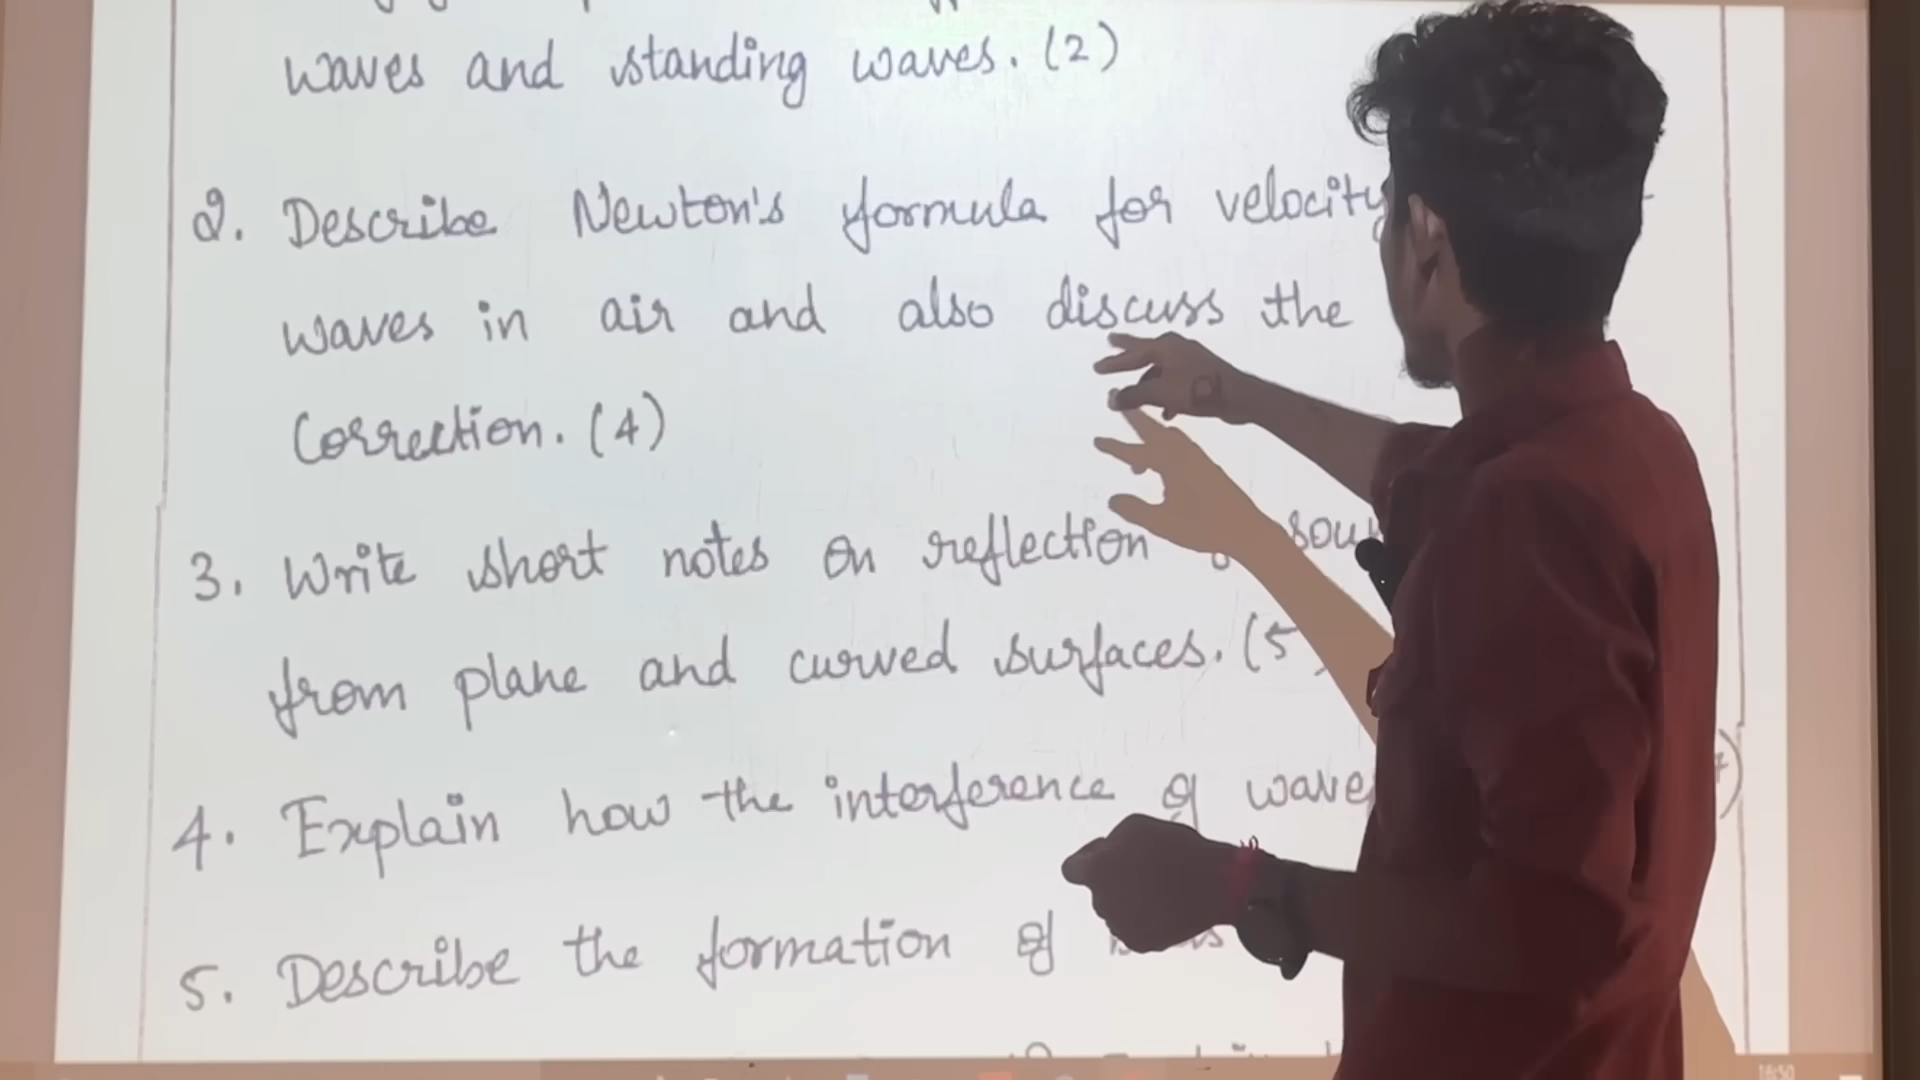 waves and standing waves. (2)
2. Describe Newton's formula for velocity
waves in air and also discuss the
Correction. (4)
3. Write short notes on reflection
from plane and curved surfaces. (5
4. Explain how the interference of
5. Describe the formation of
16:50